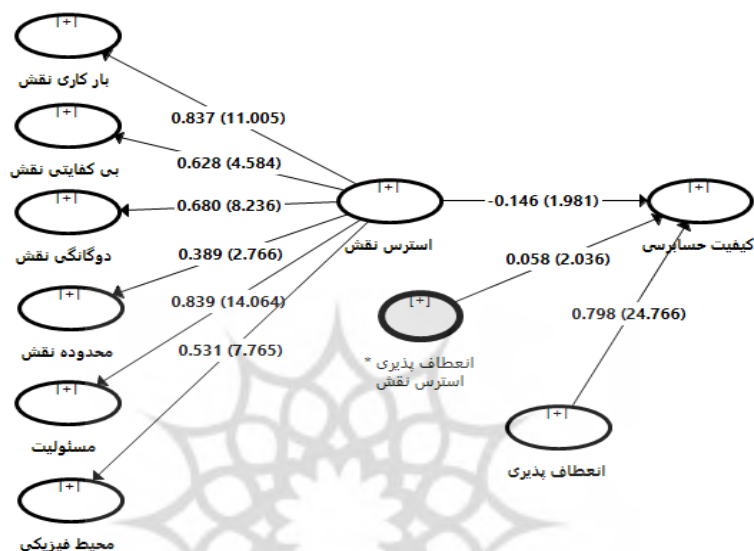 [+]
بار کاری نقش
[+]
بی کفایتی نقش
[+]
دوگانگی نقش
[+]
محدوده نقش
[+]
مسئولیت
[+]
محیط فیزیکی
0.837 (11.005)
0.628 (4.584)
0.680 (8.236)
0.389 (2.766)
0.839 (14.064)
0.531 (7.765)
[+]
استرس نقش
-0.146 (1.981)
[+]
کیفیت حسابرسی
0.058 (2.036)
[+]
انعطاف پذیری *
استرس نقش
0.798 (24.766)
[+]
انعطاف پذیری